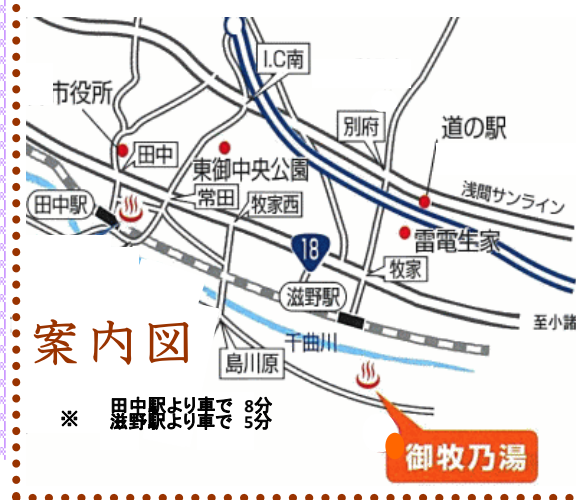 I.C南
市役所
別府
道の駅
田中
東御中央公園
浅間サンライン
田中駅
常田
牧家西
雷電生家
18
牧家
滋野駅
至小諸
千曲川
案内図
島川原
※ 田中駅より車で 8分
滋野駅より車で 5分
御牧乃湯